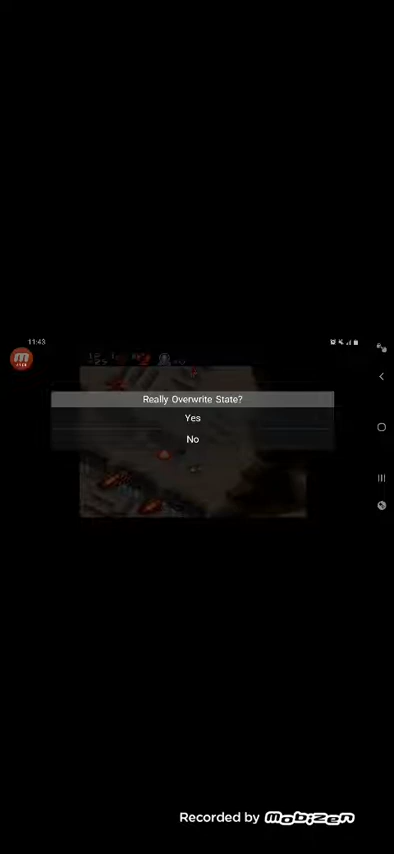 11:43
Really Overwrite State?
Yes
No
Recorded by Mobizen